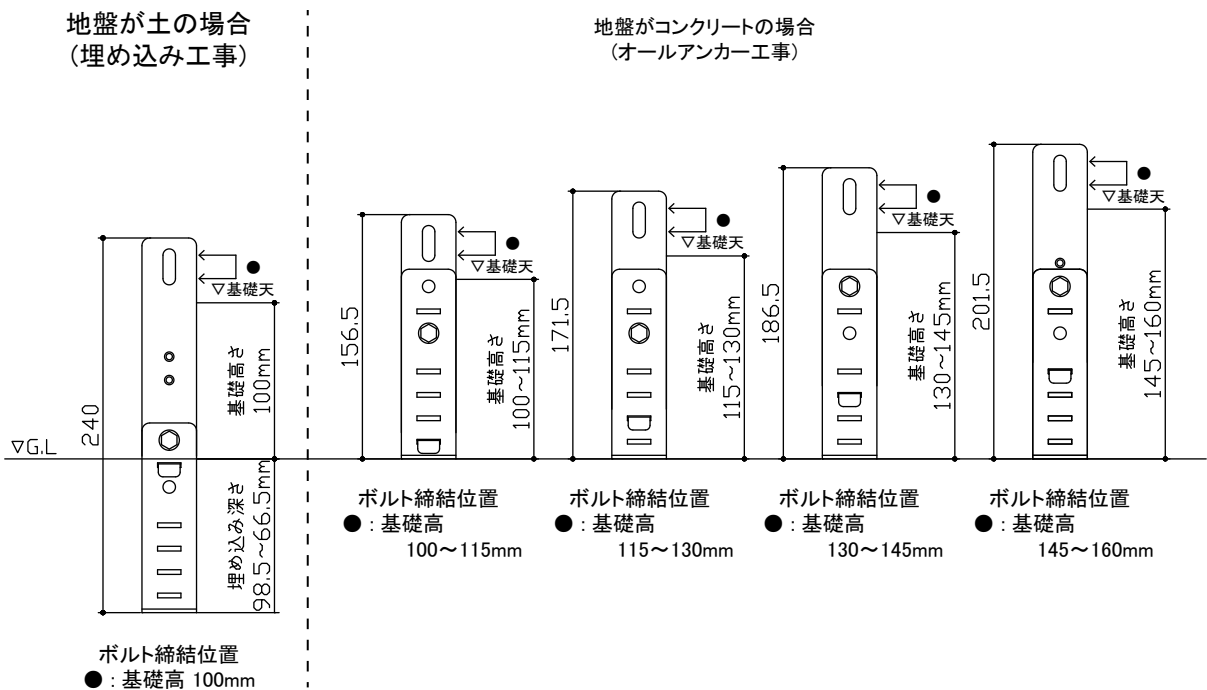 地盤が土の場合
(埋め込み工事)
地盤がコンクリートの場合
(オールアンカー工事)
●
▽基礎天
240
基礎高さ
100mm
▽G.L
埋め込み深さ
98.5~66.5mm
ボルト締結位置
●:基礎高 100mm
●
▽基礎天
156.5
基礎高さ
100~115mm
ボルト締結位置
●:基礎高
100~115mm
●
▽基礎天
171.5
基礎高さ
115~130mm
ボルト締結位置
●:基礎高
115~130mm
●
▽基礎天
186.5
基礎高さ
130~145mm
ボルト締結位置
●:基礎高
130~145mm
●
▽基礎天
201.5
基礎高さ
145~160mm
ボルト締結位置
●:基礎高
145~160mm